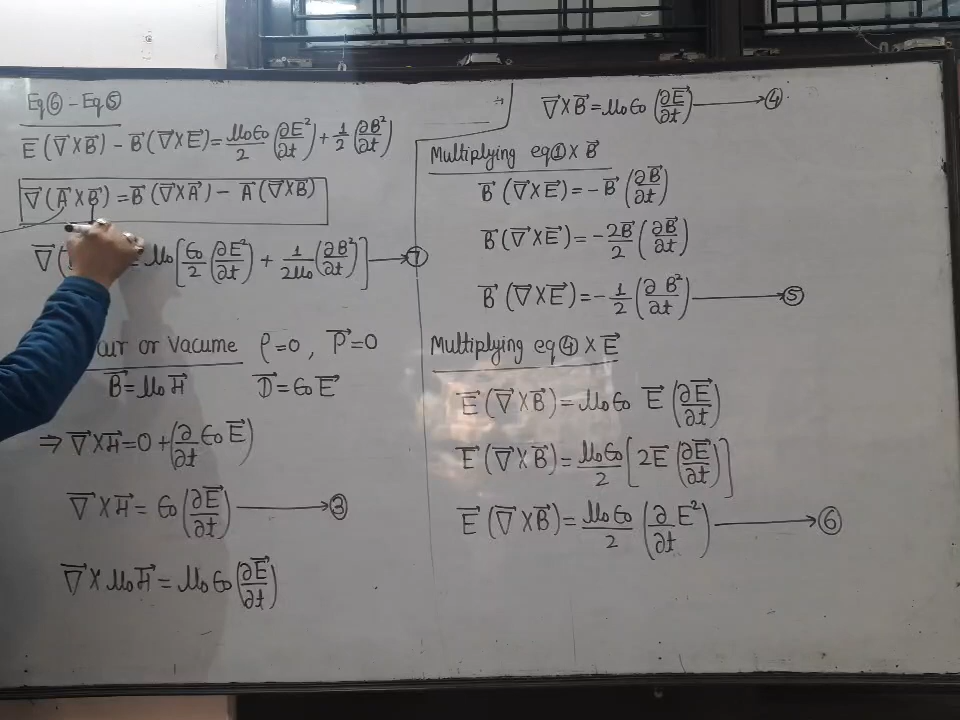 Eq⑥ - Eq⑤
E⃗(∇⃗×B⃗) - B⃗(∇⃗×E⃗) = μ₀ϵ₀/2 (∂E²/∂t) + 1/2 (∂B²/∂t)
∇⃗(A⃗×B⃗) = B⃗(∇⃗×A⃗) - A⃗(∇⃗×B⃗)
∇⃗( μ₀[ϵ₀/2 (∂E²/∂t) + 1/2μ₀ (∂B²/∂t)] → ⑦
air or Vacume ρ=0, P⃗=0
B⃗=μ₀H⃗ D⃗=ϵ₀E⃗
⇒ ∇⃗×H⃗=0+(∂/∂t ϵ₀E⃗)
∇⃗×H⃗= ϵ₀(∂E⃗/∂t) → ③
∇⃗×μ₀H⃗= μ₀ϵ₀(∂E⃗/∂t)
∇⃗×B⃗=μ₀ϵ₀(∂E⃗/∂t) → ④
Multiplying eq①×B⃗
B⃗(∇⃗×E⃗)= -B⃗(∂B⃗/∂t)
B⃗(∇⃗×E⃗)= -2B⃗/2 (∂B⃗/∂t)
B⃗(∇⃗×E⃗)= -1/2 (∂B²/∂t) → ⑤
Multiplying eq④×E⃗
E⃗(∇⃗×B⃗)= μ₀ϵ₀ E⃗(∂E⃗/∂t)
E⃗(∇⃗×B⃗)= μ₀ϵ₀/2 [2E⃗(∂E⃗/∂t)]
E⃗(∇⃗×B⃗)= μ₀ϵ₀/2 (∂/∂t E²) → ⑥